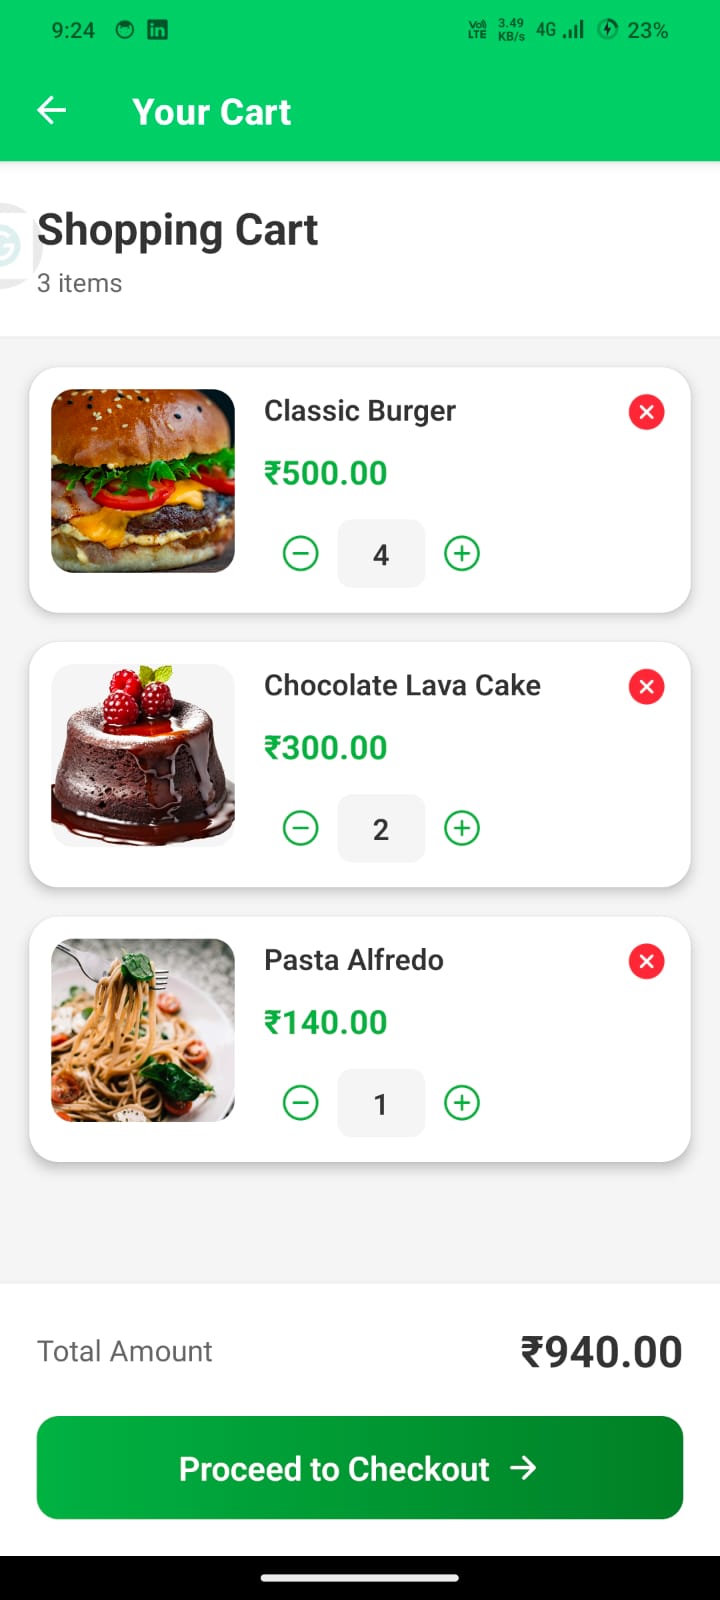 9:24 in Vo) LTE 3.49 KB/s 4G 23%
Your Cart
Shopping Cart
3 items
Classic Burger
₹500.00
4
Chocolate Lava Cake
₹300.00
2
Pasta Alfredo
₹140.00
1
Total Amount
₹940.00
Proceed to Checkout →